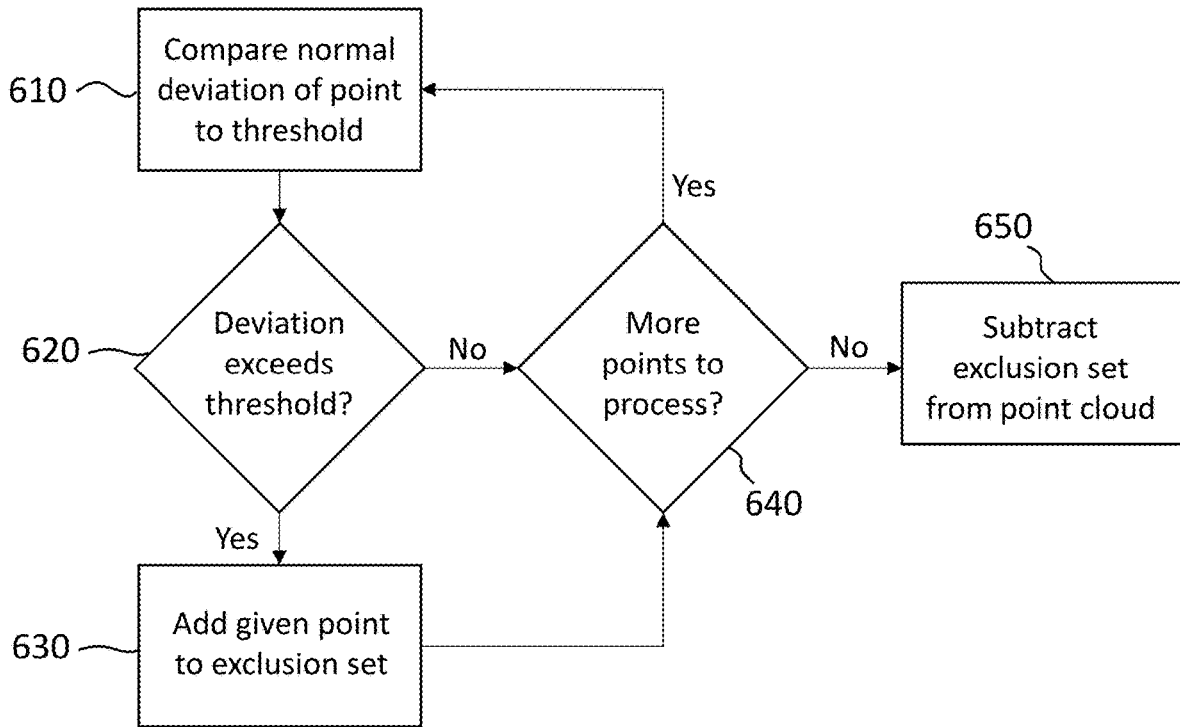 610
Compare normal
deviation of point
to threshold
Yes
650
620
Deviation
exceeds
threshold?
No
More
points to
process?
No
Subtract
exclusion set
from point cloud
640
Yes
630
Add given point
to exclusion set